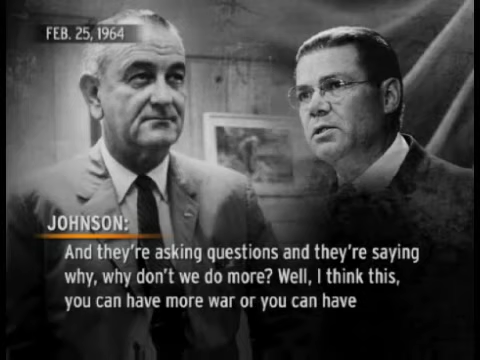 FEB. 25, 1964
JOHNSON:
And they're asking questions and they're saying
why, why don't we do more? Well, I think this,
you can have more war or you can have